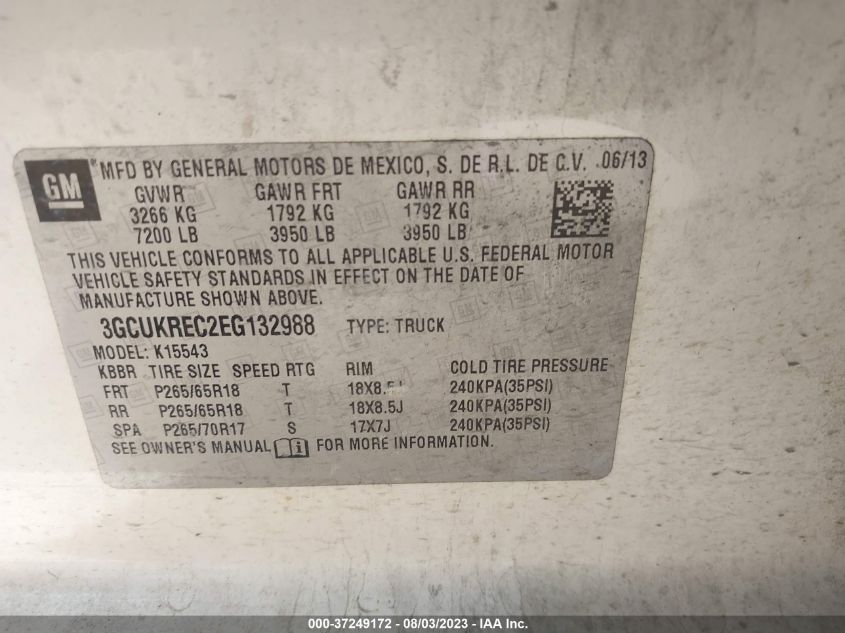 GM
MFD BY GENERAL MOTORS DE MEXICO, S. DE R.L. DE C.V. 06/13
GVWR GAWR FRT GAWR RR
3266 KG 1792 KG 1792 KG
7200 LB 3950 LB 3950 LB
THIS VEHICLE CONFORMS TO ALL APPLICABLE U.S. FEDERAL MOTOR
VEHICLE SAFETY STANDARDS IN EFFECT ON THE DATE OF
MANUFACTURE SHOWN ABOVE.
3GCUKREC2EG132988 TYPE: TRUCK
MODEL: K15543
KBBR TIRE SIZE SPEED RTG RIM COLD TIRE PRESSURE
FRT P265/65R18 T 18X8.5J 240KPA(35PSI)
RR P265/65R18 T 18X8.5J 240KPA(35PSI)
SPA P265/70R17 S 17X7J 240KPA(35PSI)
SEE OWNER'S MANUAL FOR MORE INFORMATION.
000-37249172 - 08/03/2023 - IAA Inc.